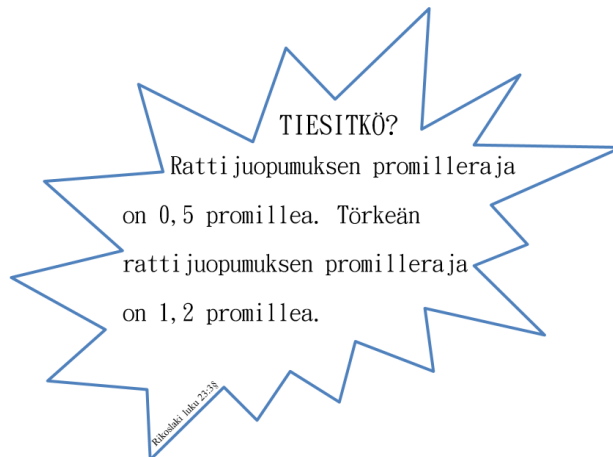 TIESITKÖ?
Rattijuopumuksen promilleraja
on 0,5 promillea. Törkeän
rattijuopumuksen promilleraja
on 1,2 promillea.
Rikoslaki luku 23:3§